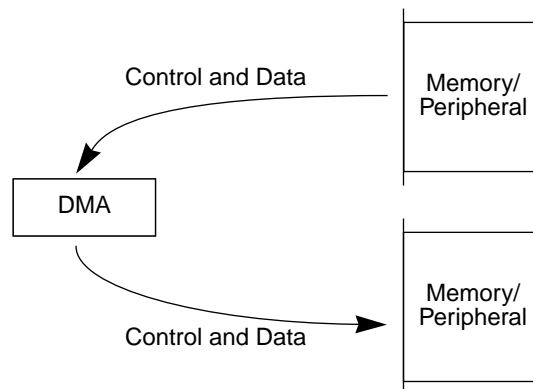 Control and Data
Memory/
Peripheral
DMA
Memory/
Peripheral
Control and Data